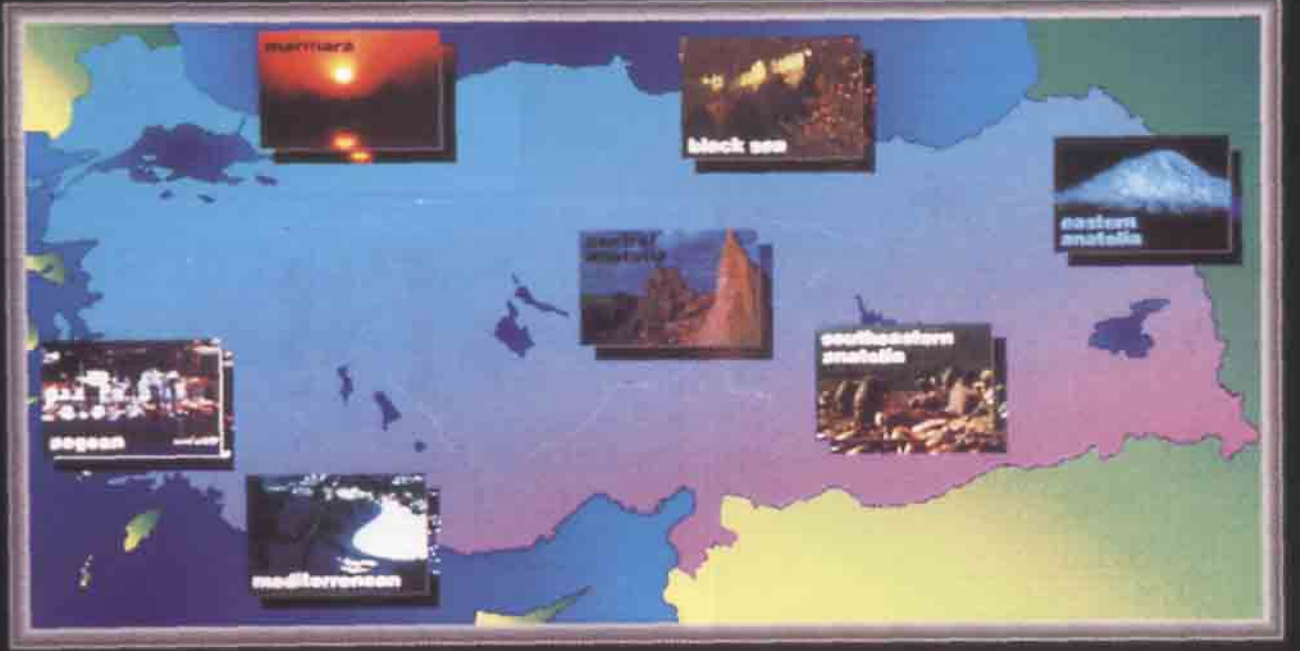 marmara
black sea
eastern
anatolia
central
anatolia
southeastern
anatolia
aegean
mediterranean